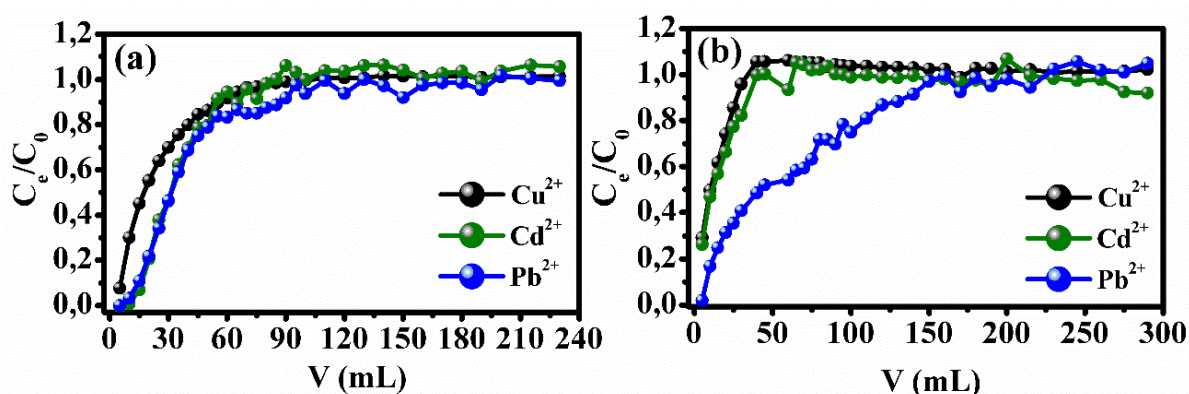 (a)
1,2
1,0
0,8
0,6
0,4
0,2
0,0
Ce/C0
Cu2+
Cd2+
Pb2+
0 30 60 90 120 150 180 210 240
V (mL)
(b)
1,2
1,0
0,8
0,6
0,4
0,2
0,0
Ce/C0
Cu2+
Cd2+
Pb2+
0 50 100 150 200 250 300
V (mL)